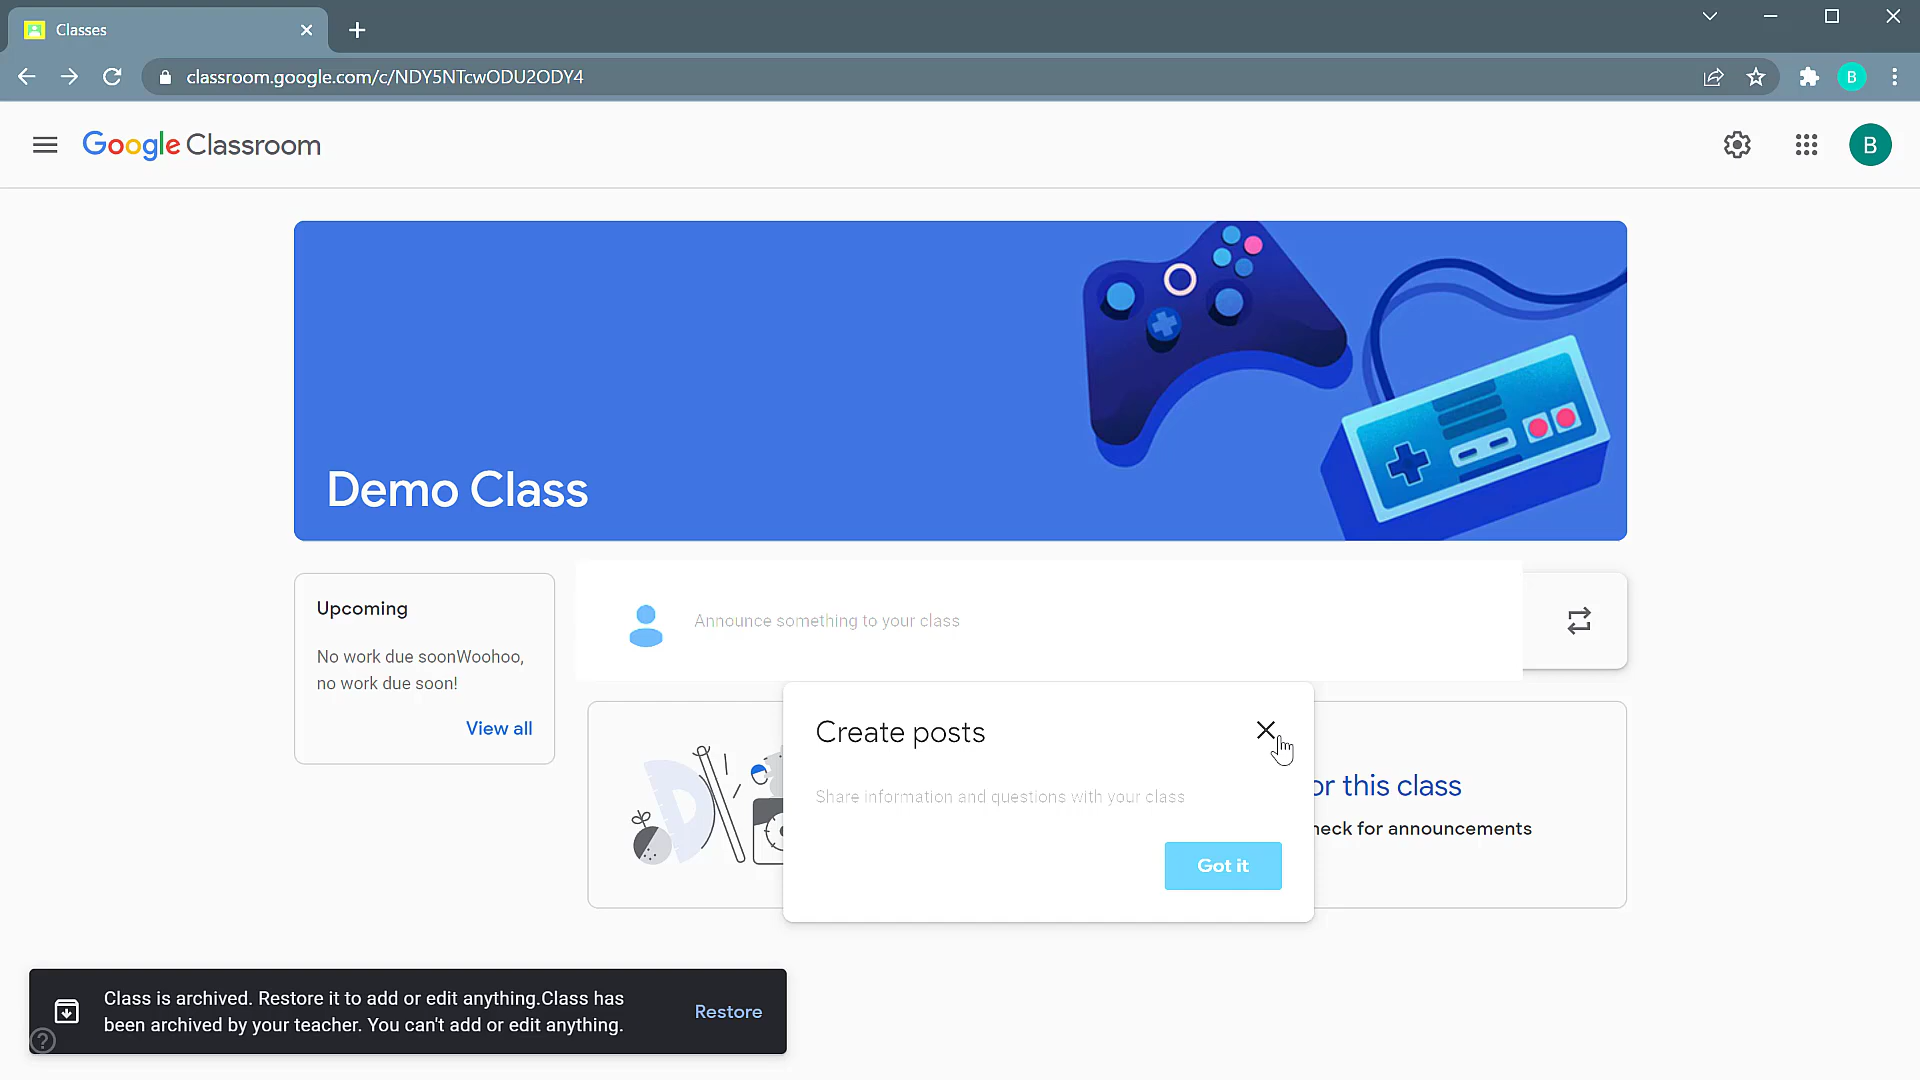 Classes
classroom.google.com/c/NDY5NTcwODU2ODY4
B
Google Classroom
B
Demo Class
Upcoming
No work due soonWoohoo,
no work due soon!
View all
Announce something to your class
Create posts
Share information and questions with your class
Got it
or this class
heck for announcements
Class is archived. Restore it to add or edit anything.Class has
been archived by your teacher. You can't add or edit anything.
Restore